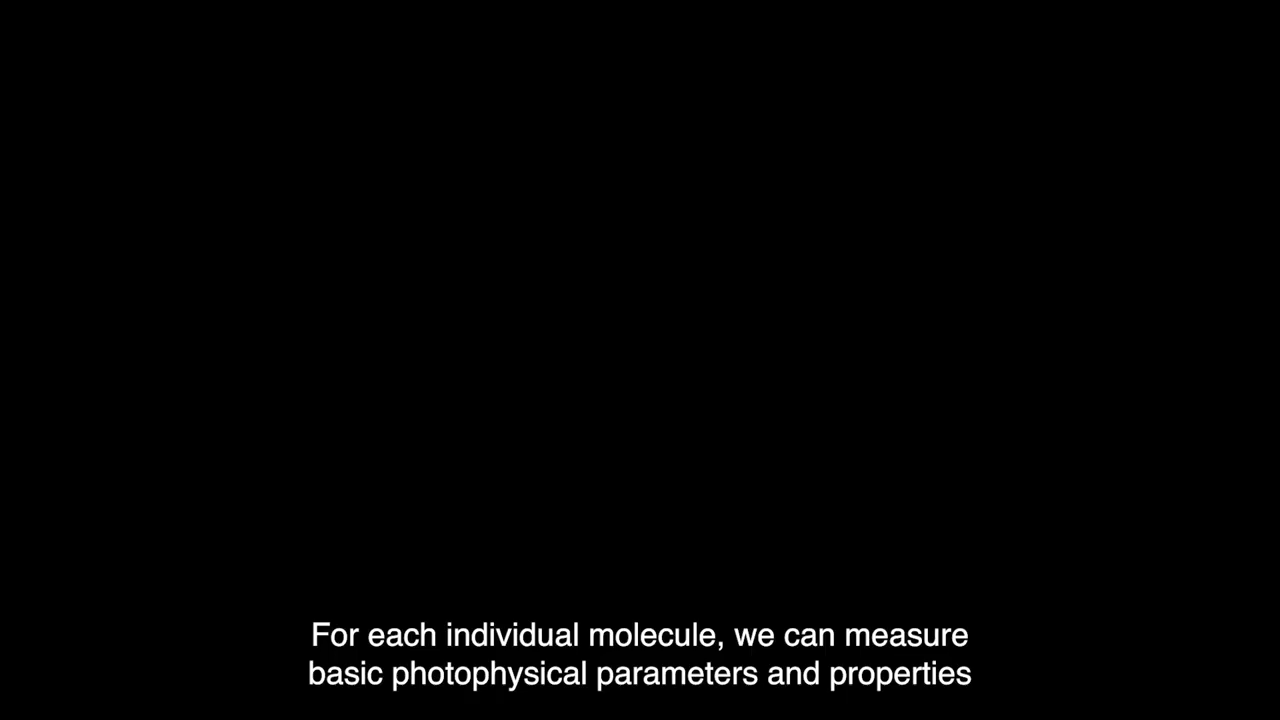 For each individual molecule, we can measure
basic photophysical parameters and properties